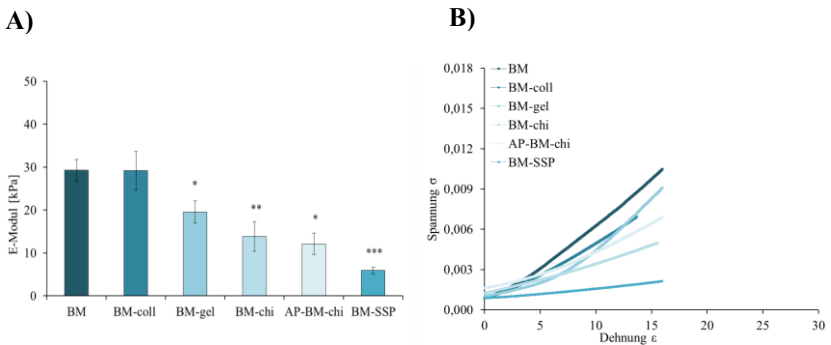 A)
50
40
30
20
10
0
E-Modul [kPa]
*
**
*
***
BM BM-coll BM-gel BM-chi AP-BM-chi BM-SSP
B)
0,018
0,015
0,012
0,009
0,006
0,003
0,000
Spannung σ
BM
BM-coll
BM-gel
BM-chi
AP-BM-chi
BM-SSP
0 5 10 15 20 25 30
Dehnung ε